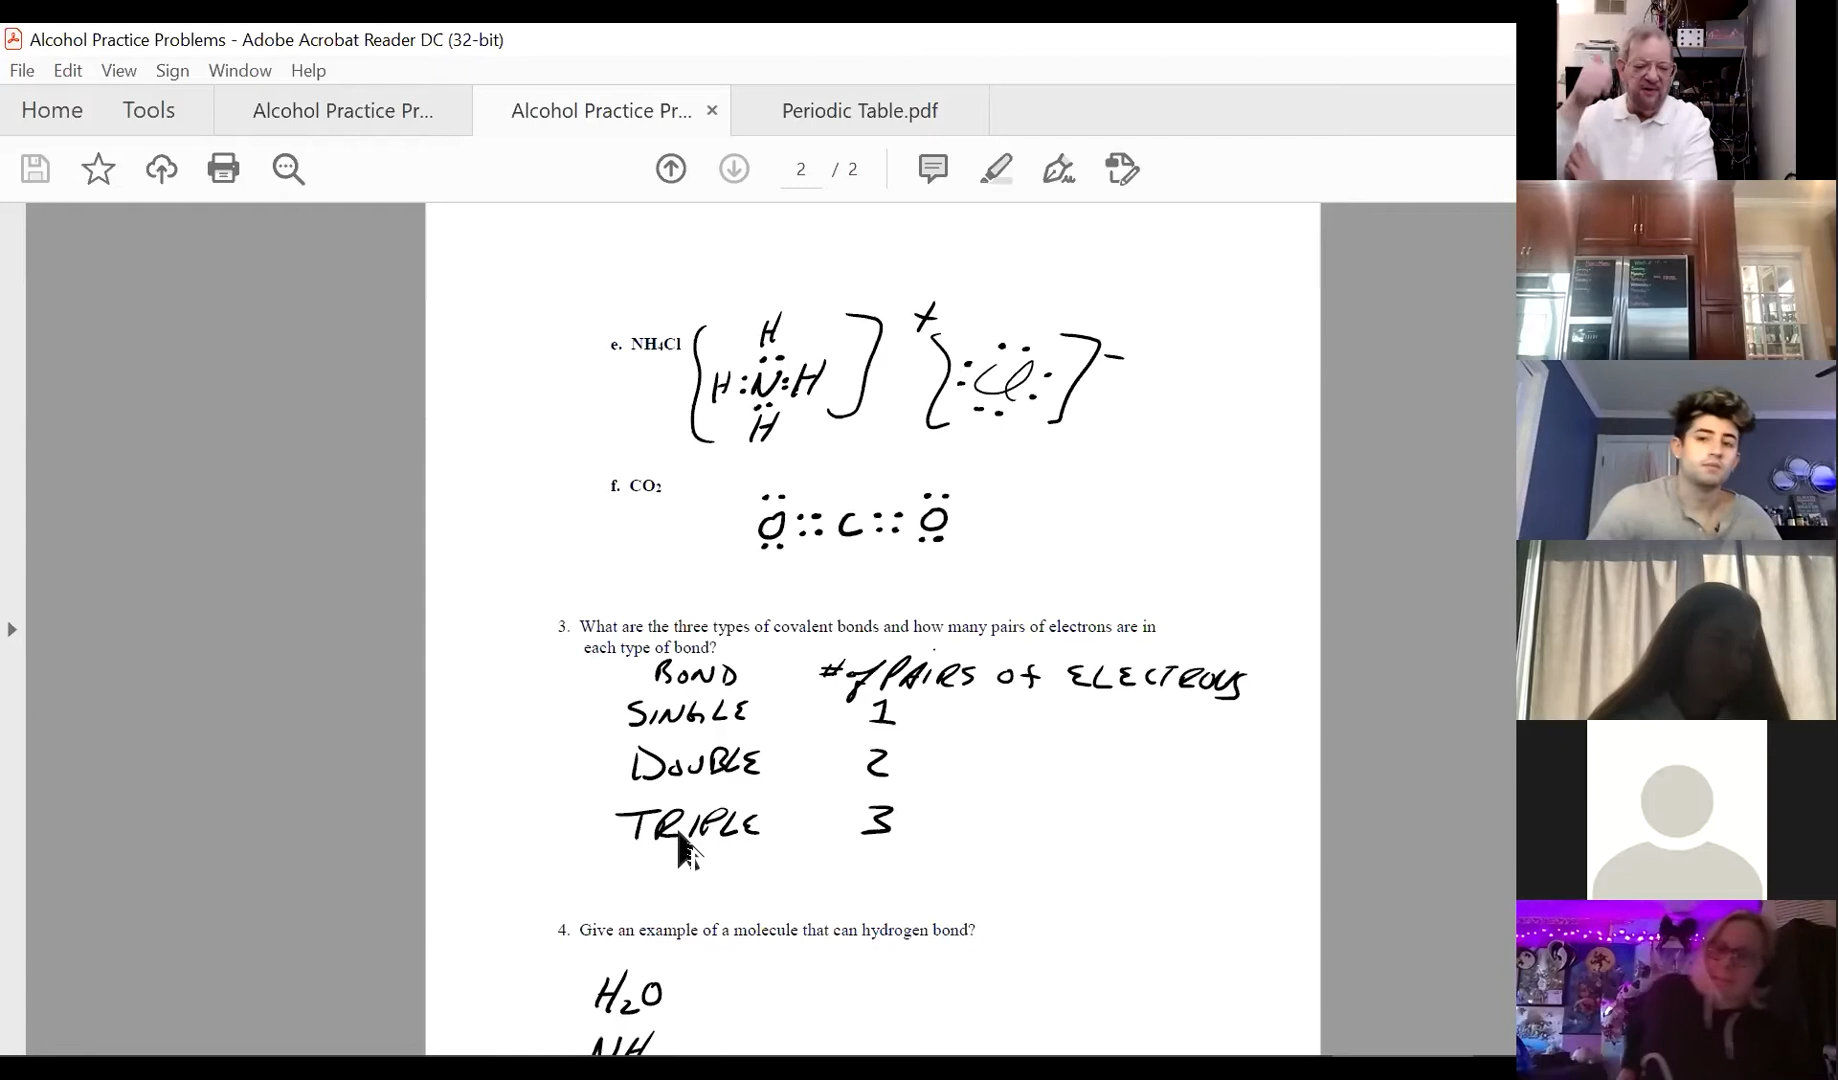 Alcohol Practice Problems - Adobe Acrobat Reader DC (32-bit)
File Edit View Sign Window Help
Home Tools Alcohol Practice Pr... Alcohol Practice Pr... × Periodic Table.pdf
2 / 2
e. NH₄Cl
H
H : N : H
H
+
Cl
-
f. CO₂
O :: C :: O
3. What are the three types of covalent bonds and how many pairs of electrons are in
each type of bond?
BOND # of PAIRS of ELECTRONS
SINGLE 1
DOUBLE 2
TRIPLE 3
4. Give an example of a molecule that can hydrogen bond?
H₂O
NH